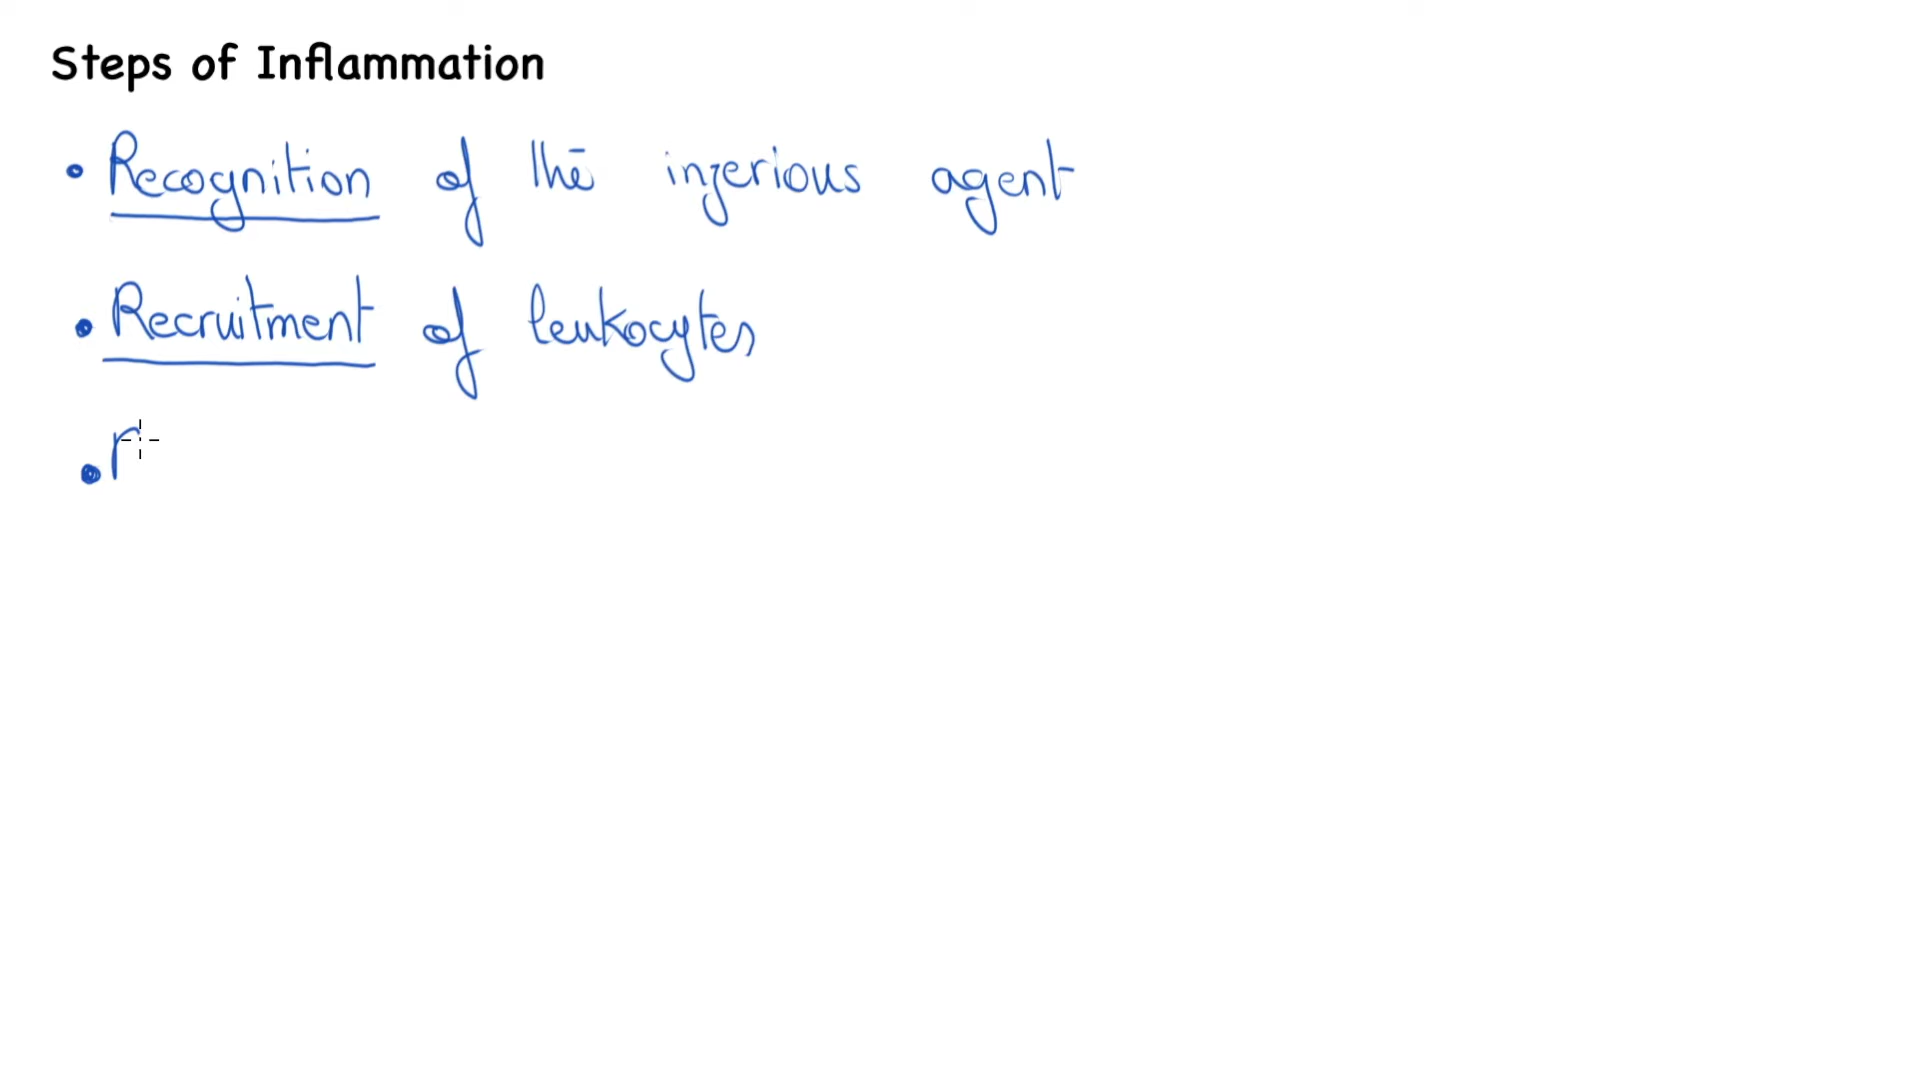 Steps of Inflammation
• Recognition of the injerious agent
• Recruitment of leukocytes
• r